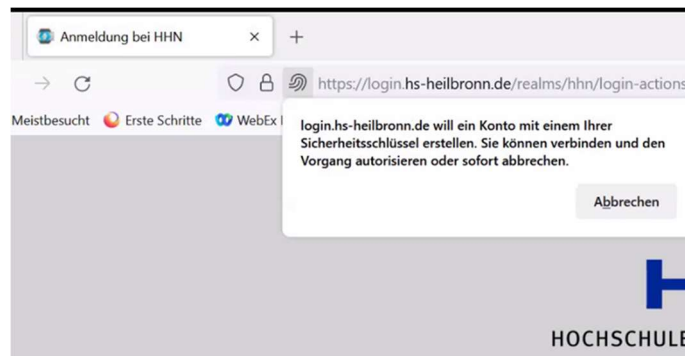 Anmeldung bei HHN
https://login.hs-heilbronn.de/realms/hhn/login-actions
Meistbesucht Erste Schritte WebEx
login.hs-heilbronn.de will ein Konto mit einem Ihrer
Sicherheitsschlüssel erstellen. Sie können verbinden und den
Vorgang autorisieren oder sofort abbrechen.
Abbrechen
H
HOCHSCHULE